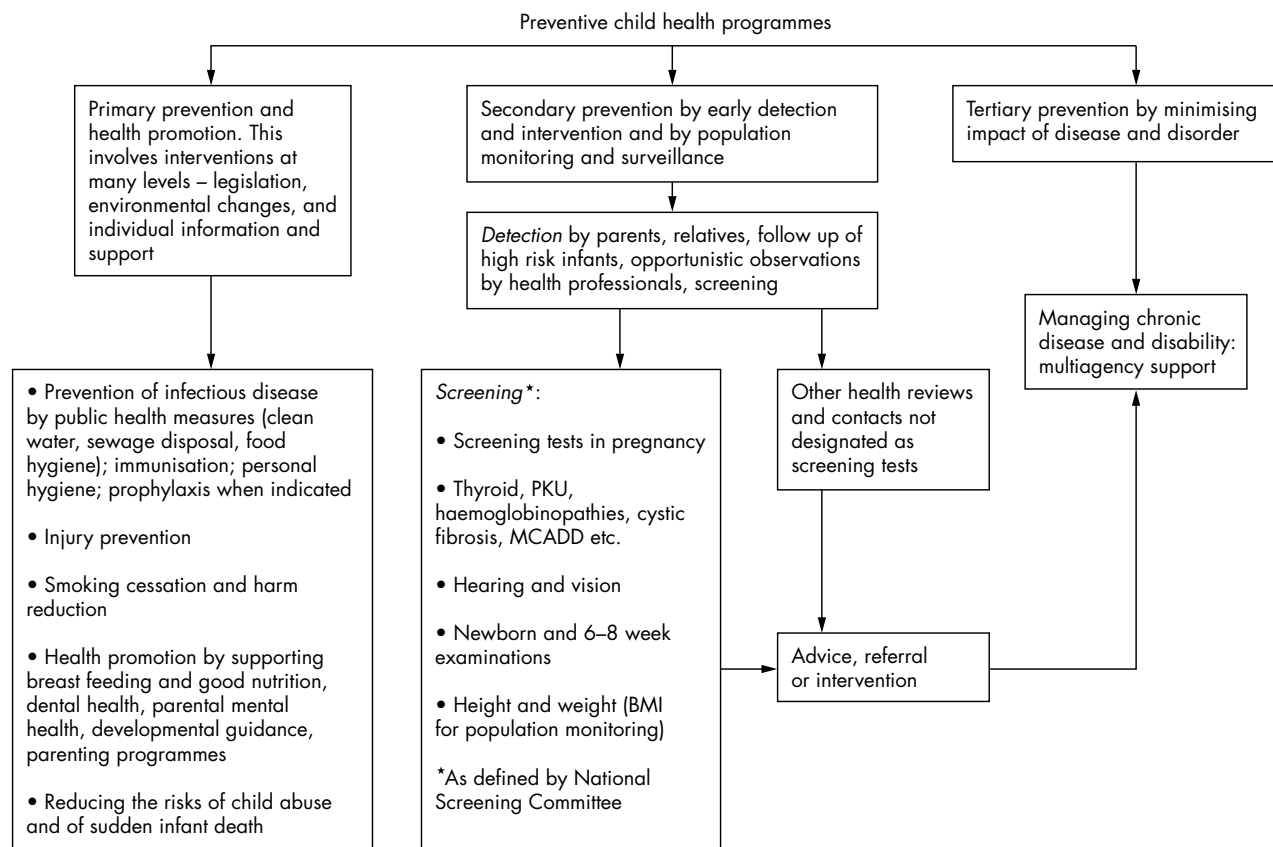 Preventive child health programmes
Primary prevention and
health promotion. This
involves interventions at
many levels – legislation,
environmental changes, and
individual information and
support
Secondary prevention by early detection
and intervention and by population
monitoring and surveillance
Tertiary prevention by minimising
impact of disease and disorder
Detection by parents, relatives, follow up of
high risk infants, opportunistic observations
by health professionals, screening
Managing chronic
disease and disability:
multiagency support
• Prevention of infectious disease
by public health measures (clean
water, sewage disposal, food
hygiene); immunisation; personal
hygiene; prophylaxis when indicated
• Injury prevention
• Smoking cessation and harm
reduction
• Health promotion by supporting
breast feeding and good nutrition,
dental health, parental mental
health, developmental guidance,
parenting programmes
• Reducing the risks of child abuse
and of sudden infant death
Screening★:
• Screening tests in pregnancy
• Thyroid, PKU,
haemoglobinopathies, cystic
fibrosis, MCADD etc.
• Hearing and vision
• Newborn and 6–8 week
examinations
• Height and weight (BMI
for population monitoring)
★As defined by National
Screening Committee
Other health reviews
and contacts not
designated as
screening tests
Advice, referral
or intervention